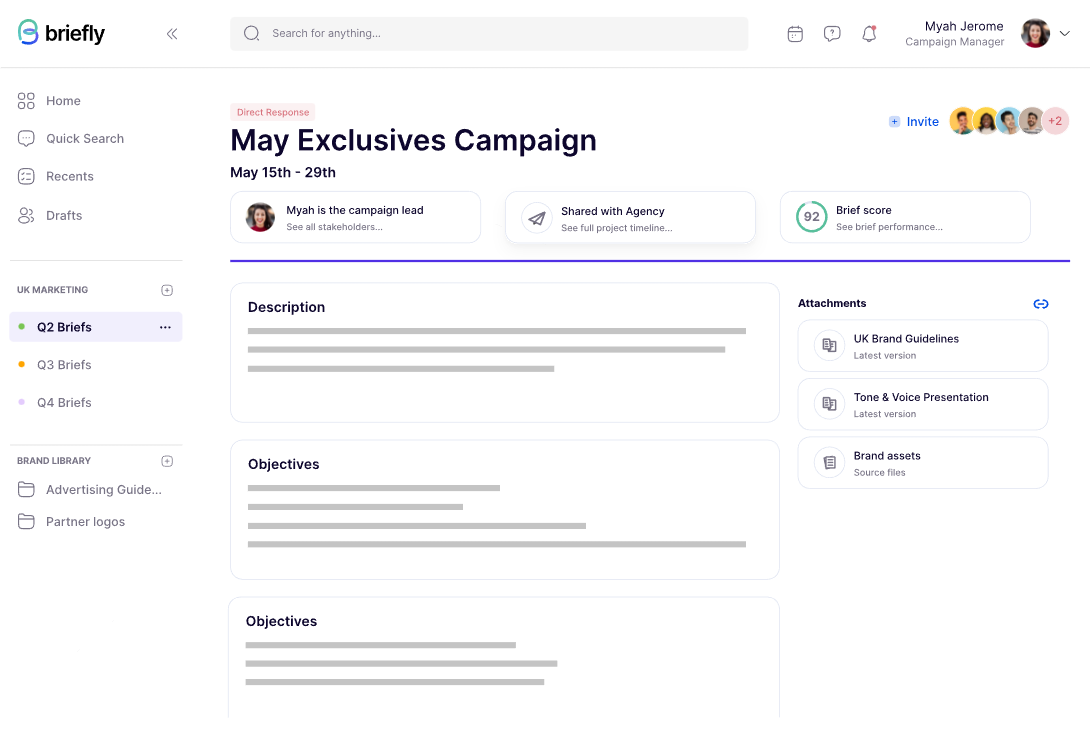 briefly
Search for anything...
Myah Jerome
Campaign Manager
Home
Quick Search
Recents
Drafts
UK MARKETING
Q2 Briefs
Q3 Briefs
Q4 Briefs
BRAND LIBRARY
Advertising Guide...
Partner logos
Direct Response
May Exclusives Campaign
May 15th - 29th
Invite
+2
Myah is the campaign lead
See all stakeholders...
Shared with Agency
See full project timeline...
92
Brief score
See brief performance...
Description
Objectives
Objectives
Attachments
UK Brand Guidelines
Latest version
Tone & Voice Presentation
Latest version
Brand assets
Source files